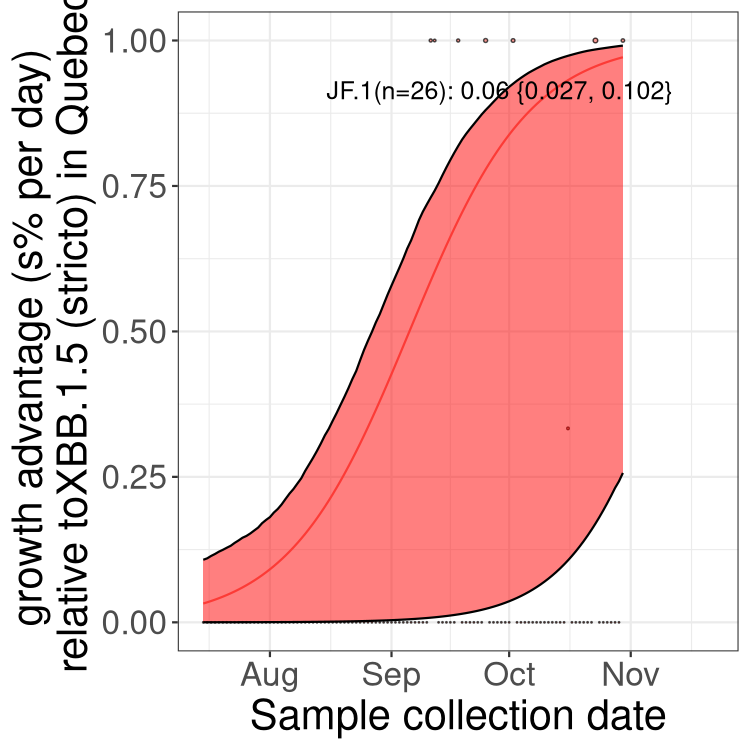 growth advantage (s% per day)
relative toXBB.1.5 (stricto) in Quebec
1.00
0.75
0.50
0.25
0.00
JF.1(n=26): 0.06 {0.027, 0.102}
Aug
Sep
Oct
Nov
Sample collection date